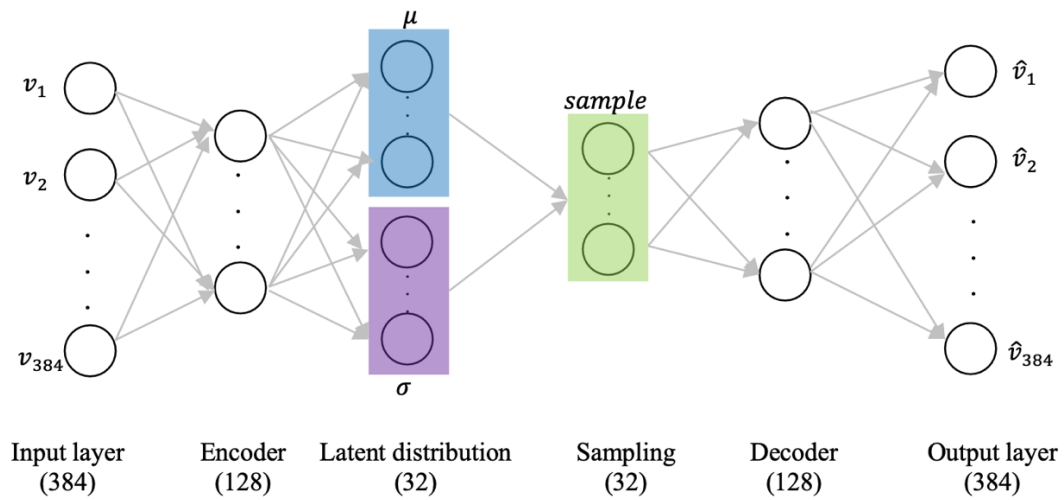 μ
v₁
v₂
v₃₈₄
σ
sample
v̂₁
v̂₂
v̂₃₈₄
Input layer
(384)
Encoder
(128)
Latent distribution
(32)
Sampling
(32)
Decoder
(128)
Output layer
(384)